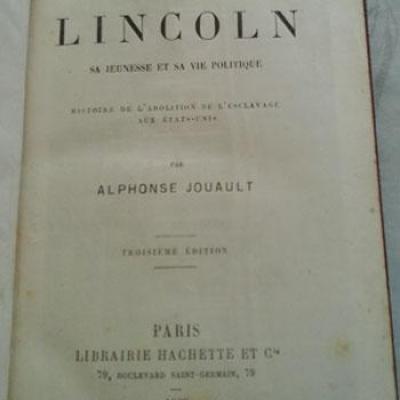 LINCOLN
SA JEUNESSE ET SA VIE POLITIQUE
HISTOIRE DE L'ABOLITION DE L'ESCLAVAGE
AUX ÉTATS-UNIS
PAR
ALPHONSE JOUAULT
TROISIÈME ÉDITION
PARIS
LIBRAIRIE HACHETTE ET Cie
79, BOULEVARD SAINT-GERMAIN, 79